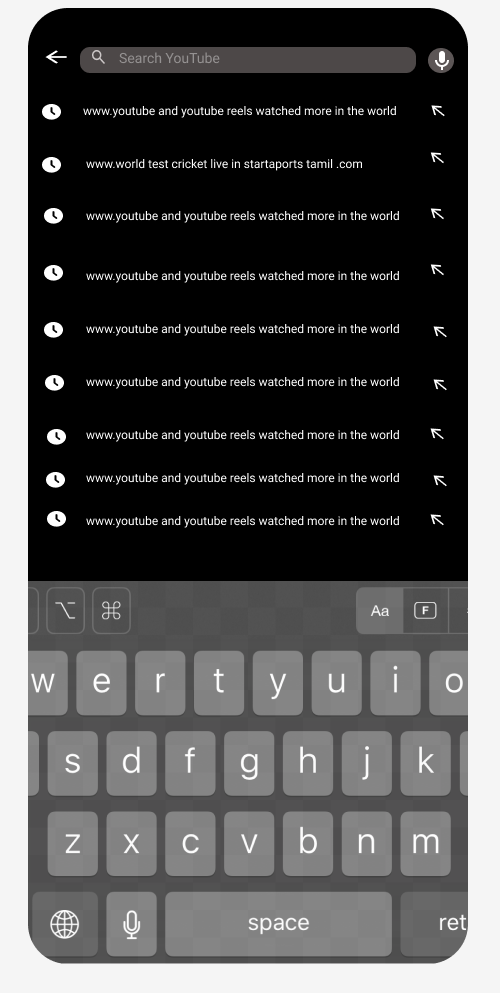 Search YouTube
www.youtube and youtube reels watched more in the world
www.world test cricket live in startaports tamil .com
www.youtube and youtube reels watched more in the world
www.youtube and youtube reels watched more in the world
www.youtube and youtube reels watched more in the world
www.youtube and youtube reels watched more in the world
www.youtube and youtube reels watched more in the world
www.youtube and youtube reels watched more in the world
www.youtube and youtube reels watched more in the world
Aa F
w e r t y u i o
s d f g h j k
z x c v b n m
space ret